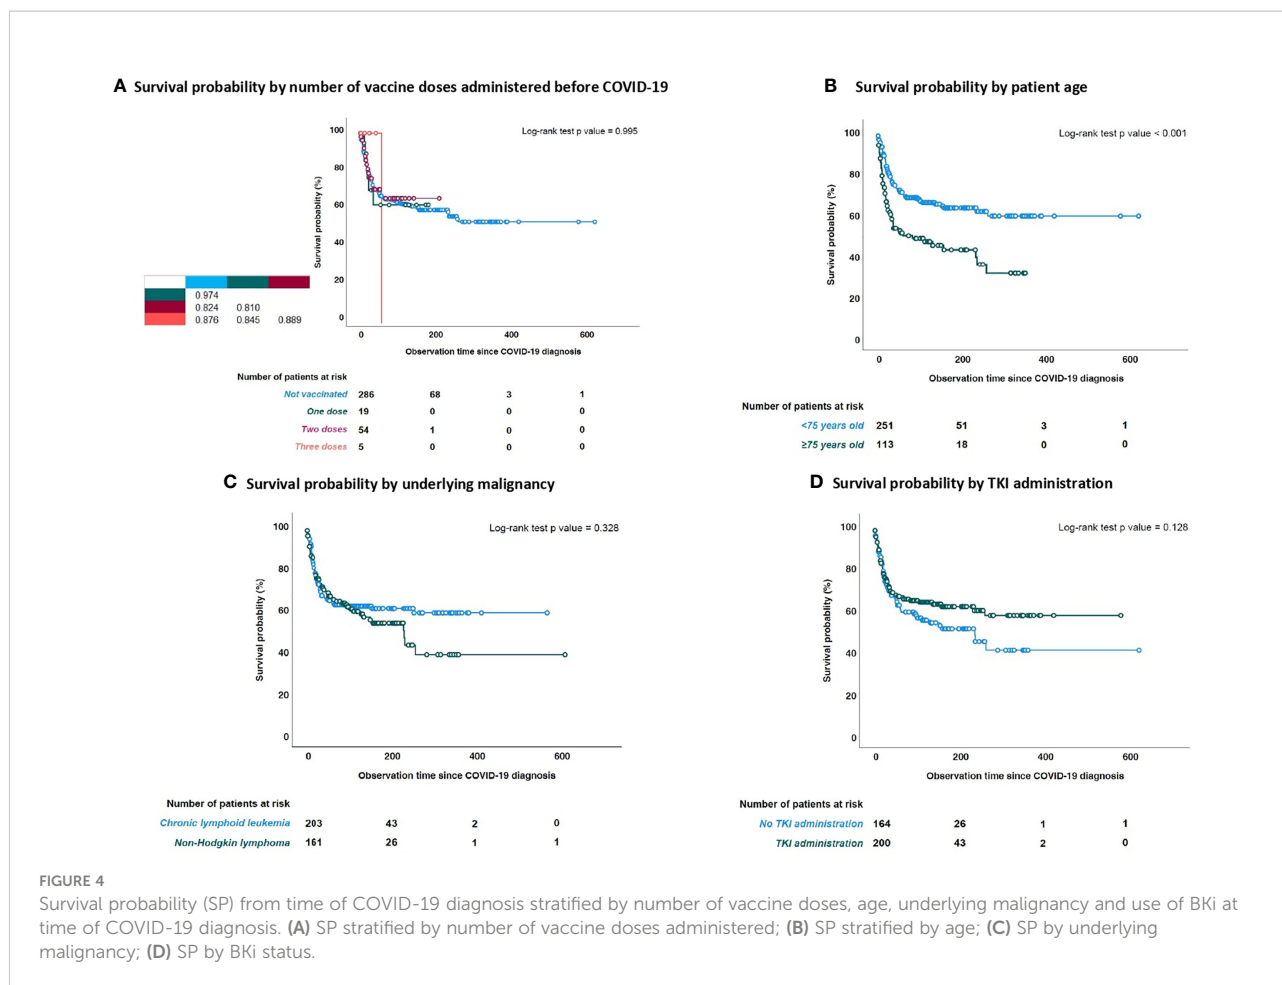 A Survival probability by number of vaccine doses administered before COVID-19
Log-rank test p value = 0.995
Survival probability (%)
100
80
60
40
20
0
0 200 400 600
Observation time since COVID-19 diagnosis
0.974
0.824 0.810
0.876 0.845 0.889
Number of patients at risk
Not vaccinated 286 68 3 1
One dose 19 0 0 0
Two doses 54 1 0 0
Three doses 5 0 0 0
B Survival probability by patient age
Log-rank test p value < 0.001
Survival probablity (%)
100
80
60
40
20
0
0 200 400 600
Observation time since COVID-19 diagnosis
Number of patients at risk
<75 years old 251 51 3 1
≥75 years old 113 18 0 0
C Survival probability by underlying malignancy
Log-rank test p value = 0.328
Survival probablity (%)
100
80
60
40
20
0
0 200 400 600
Observation time since COVID-19 diagnosis
Number of patients at risk
Chronic lymphoid leukemia 203 43 2 0
Non-Hodgkin lymphoma 161 26 1 1
D Survival probability by TKI administration
Log-rank test p value = 0.128
Survival probablity (%)
100
80
60
40
20
0
0 200 400 600
Observation time since COVID-19 diagnosis
Number of patients at risk
No TKI administration 164 26 1 1
TKI administration 200 43 2 0
FIGURE 4
Survival probability (SP) from time of COVID-19 diagnosis stratified by number of vaccine doses, age, underlying malignancy and use of BKi at
time of COVID-19 diagnosis. (A) SP stratified by number of vaccine doses administered; (B) SP stratified by age; (C) SP by underlying
malignancy; (D) SP by BKi status.